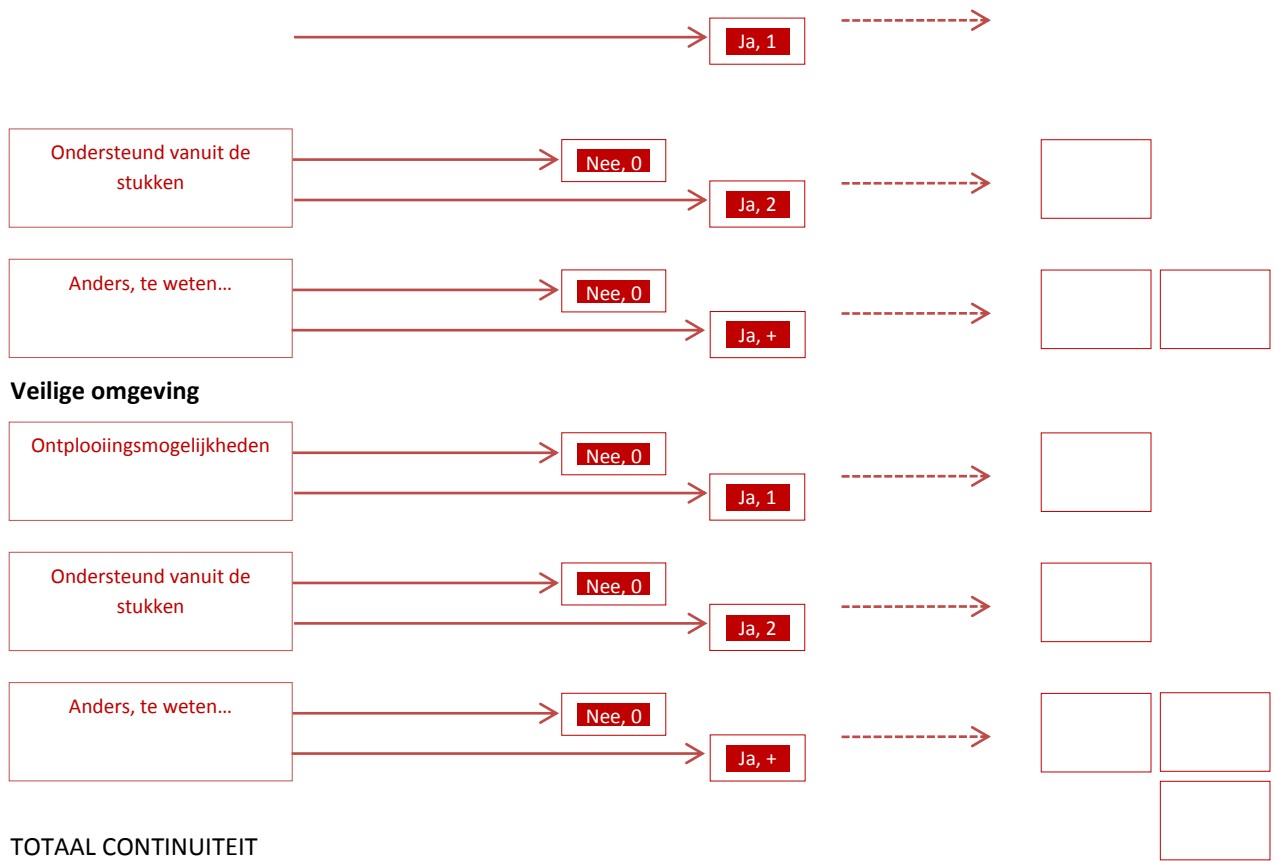 Ja, 1
Ondersteund vanuit de
stukken
Nee, 0
Ja, 2
Anders, te weten…
Nee, 0
Ja, +
Veilige omgeving
Ontplooiingsmogelijkheden
Nee, 0
Ja, 1
Ondersteund vanuit de
stukken
Nee, 0
Ja, 2
Anders, te weten…
Nee, 0
Ja, +
TOTAAL CONTINUITEIT